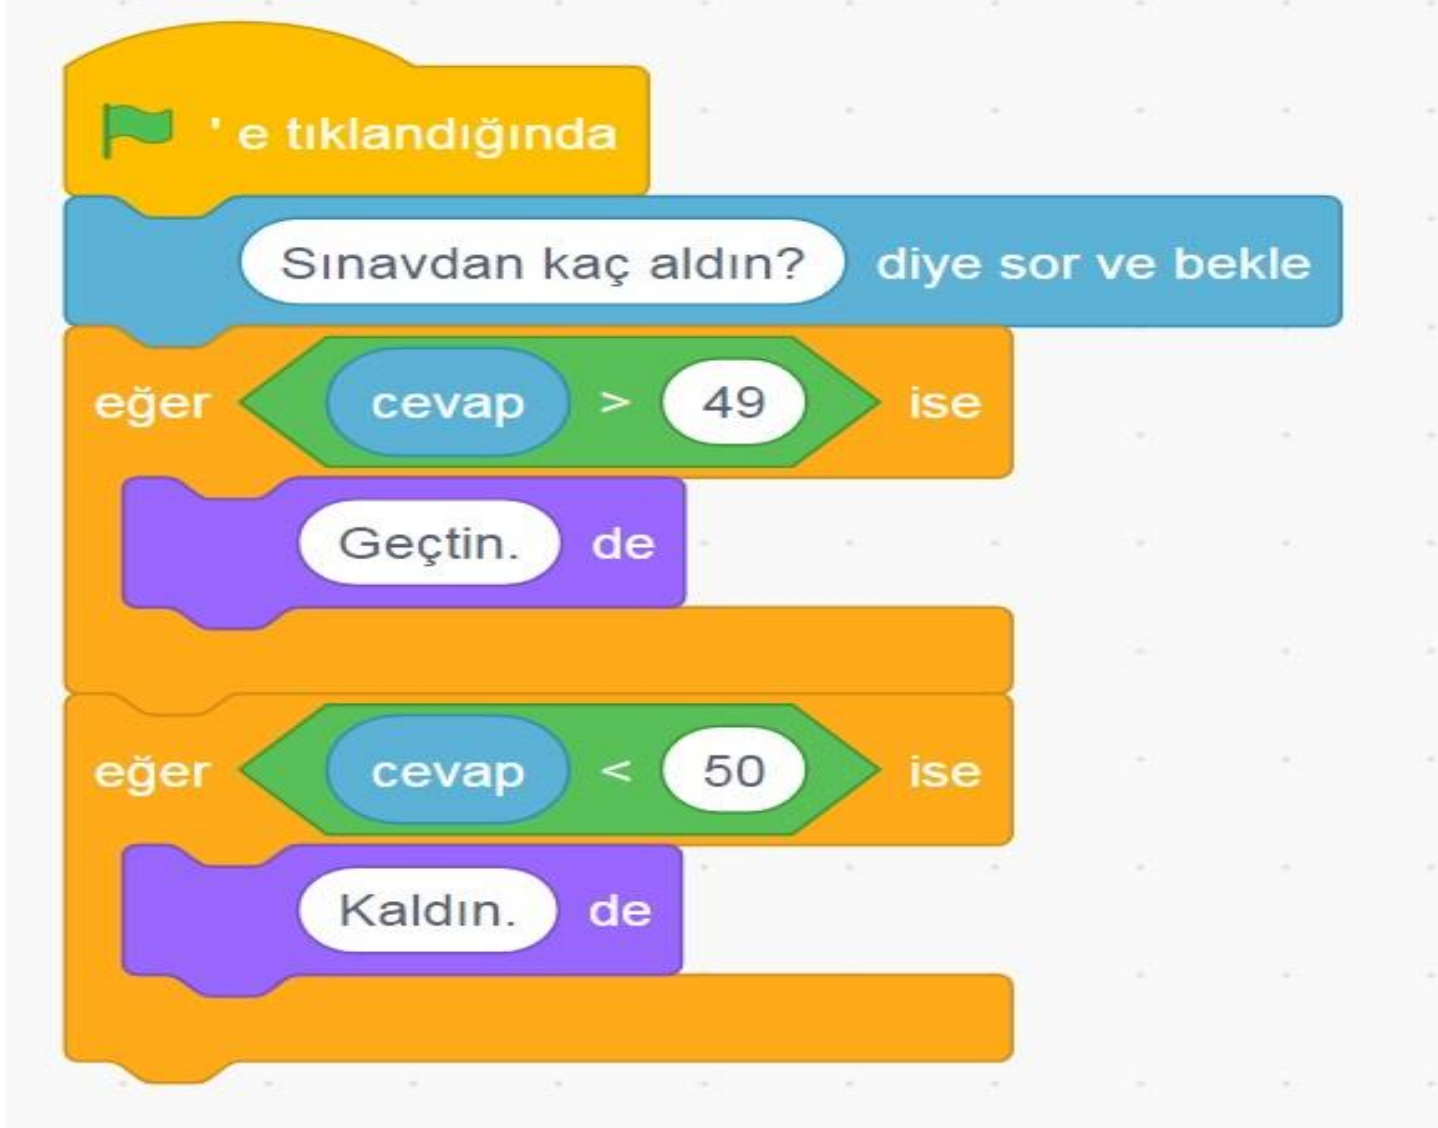 ' e tıklandığında
Sınavdan kaç aldın? diye sor ve bekle
eğer cevap > 49 ise
Geçtin. de
eğer cevap < 50 ise
Kaldın. de